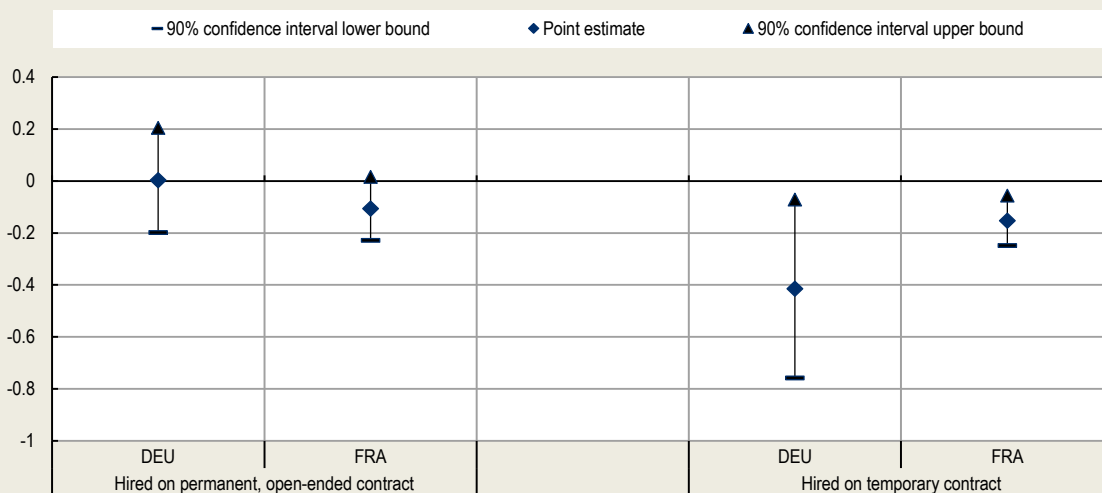 90% confidence interval lower bound Point estimate 90% confidence interval upper bound
0.4
0.2
0
-0.2
-0.4
-0.6
-0.8
-1
DEU FRA DEU FRA
Hired on permanent, open-ended contract Hired on temporary contract